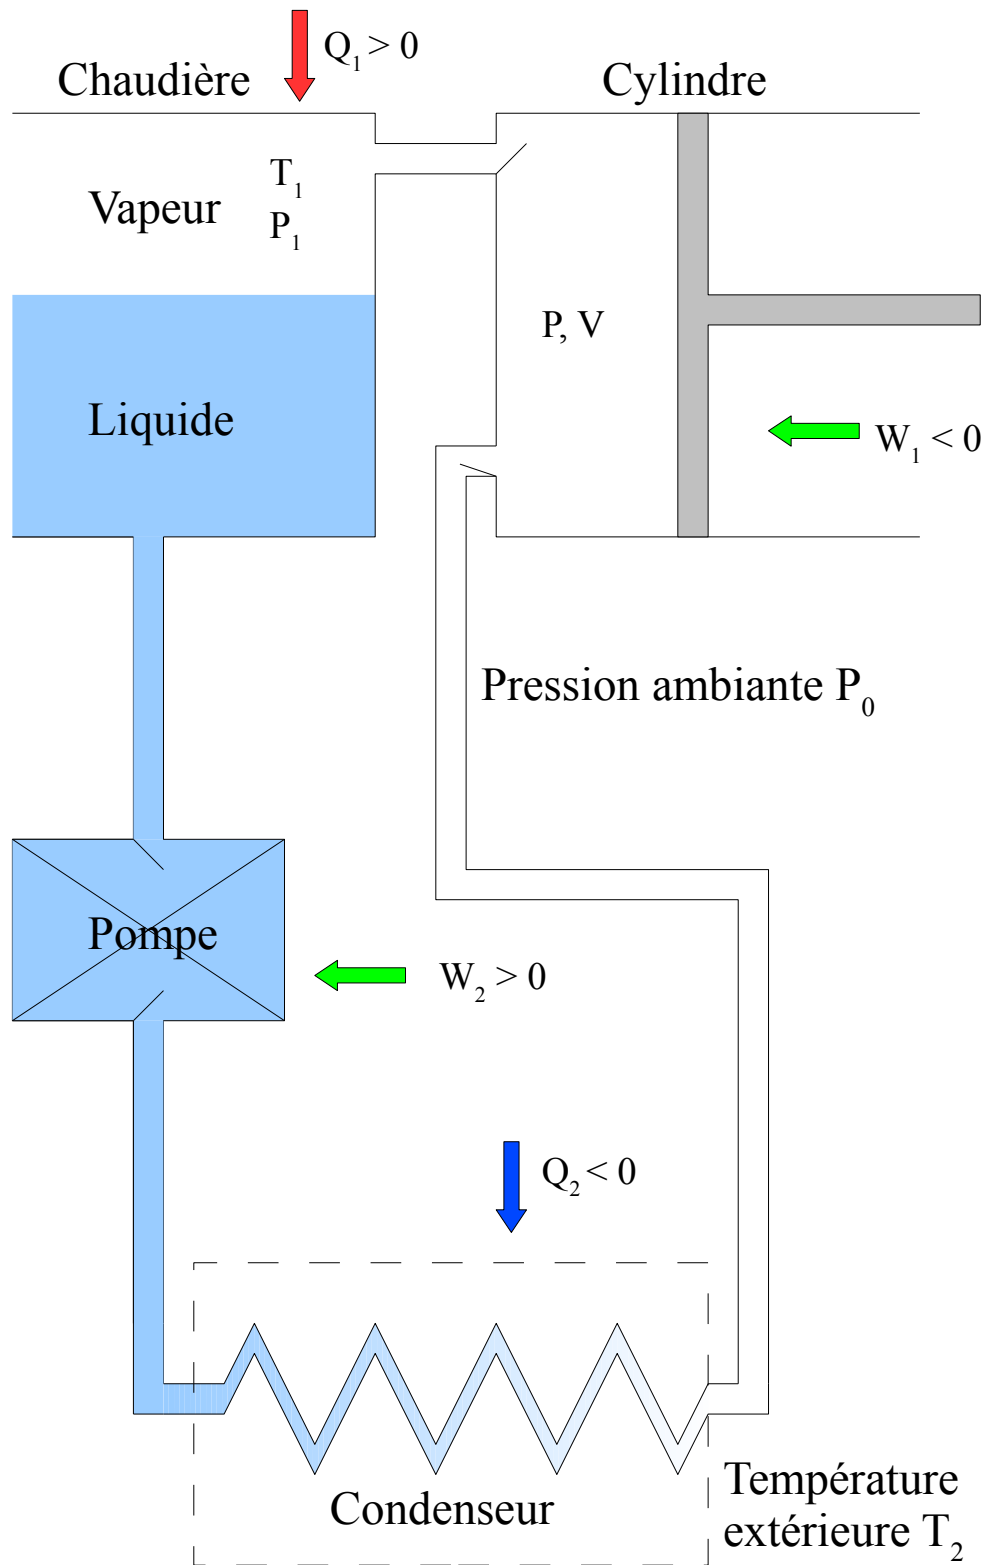 Q₁ > 0
Chaudière
Cylindre
T₁
Vapeur
P₁
P, V
Liquide
W₁ < 0
Pression ambiante P₀
Pompe
W₂ > 0
Q₂ < 0
Condenseur
Température
extérieure T₂